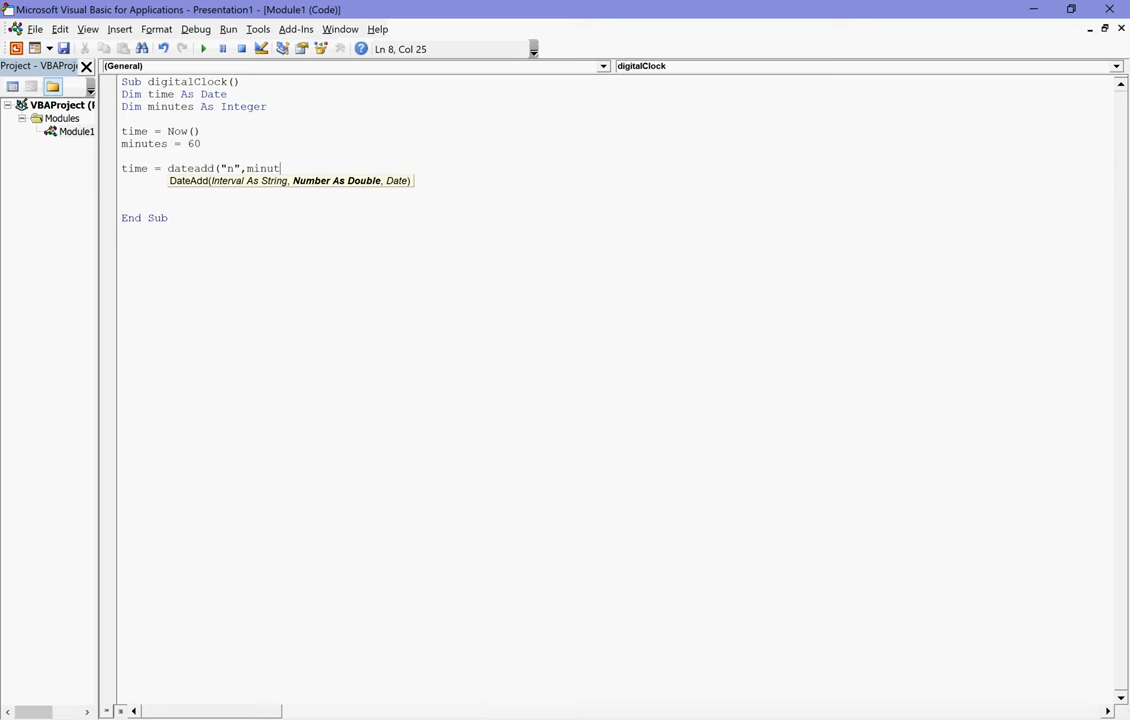 Microsoft Visual Basic for Applications - Presentation1 - [Module1 (Code)]
File Edit View Insert Format Debug Run Tools Add-Ins Window Help
Ln 8, Col 25
Project - VBAProj
(General) digitalClock
VBAProject (
Modules
Module1
Sub digitalClock()
Dim time As Date
Dim minutes As Integer
time = Now()
minutes = 60
time = dateadd("n",minut
DateAdd(Interval As String, Number As Double, Date)
End Sub